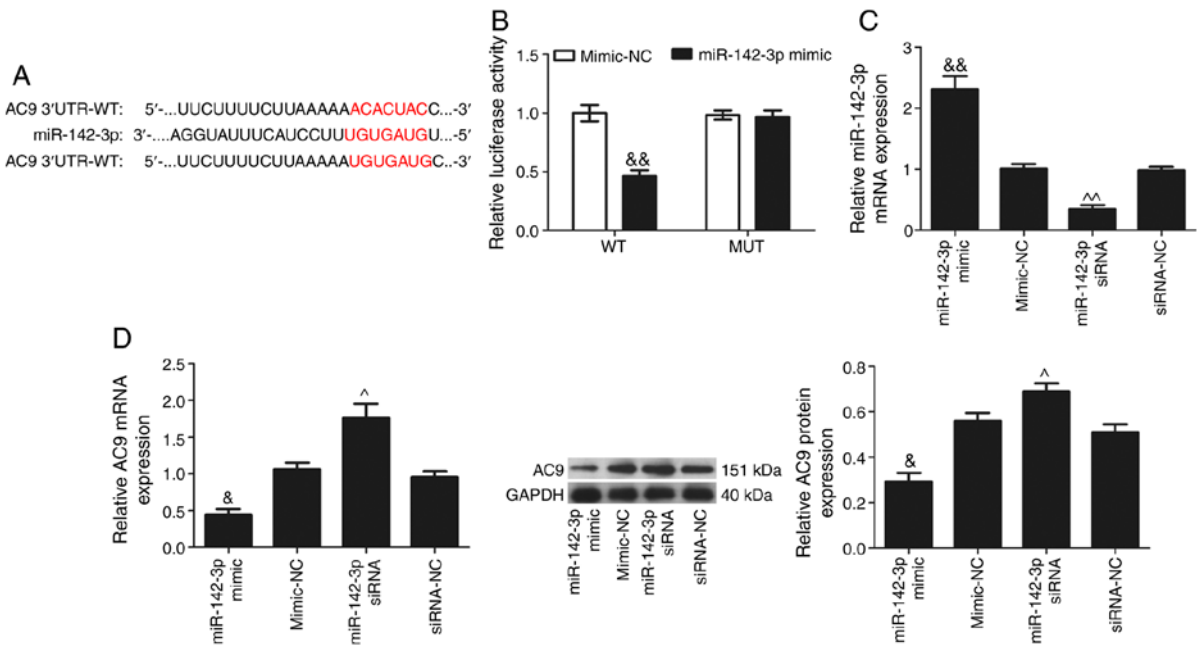 A
AC9 3'UTR-WT: 5'-...UUCUUUUCUUAAAAAACACUACC...-3'
miR-142-3p: 3'-...AGGUAUUUCAUCCUUUGUGAUGU...-5'
AC9 3'UTR-WT: 5'-...UUCUUUUCUUAAAAAUGUGAUGC...-3'
B
Relative luciferase activity
1.5
1.0
0.5
0.0
Mimic-NC
miR-142-3p mimic
&&
WT
MUT
C
Relative miR-142-3p
mRNA expression
3
2
1
0
&&
^^
miR-142-3p
mimic
Mimic-NC
miR-142-3p
siRNA
siRNA-NC
D
Relative AC9 mRNA
expression
2.5
2.0
1.5
1.0
0.5
0.0
&
^
miR-142-3p
mimic
Mimic-NC
miR-142-3p
siRNA
siRNA-NC
AC9
151 kDa
GAPDH
40 kDa
miR-142-3p
mimic
Mimic-NC
miR-142-3p
siRNA
siRNA-NC
Relative AC9 protein
expression
0.8
0.6
0.4
0.2
0.0
&
^
miR-142-3p
mimic
Mimic-NC
miR-142-3p
siRNA
siRNA-NC